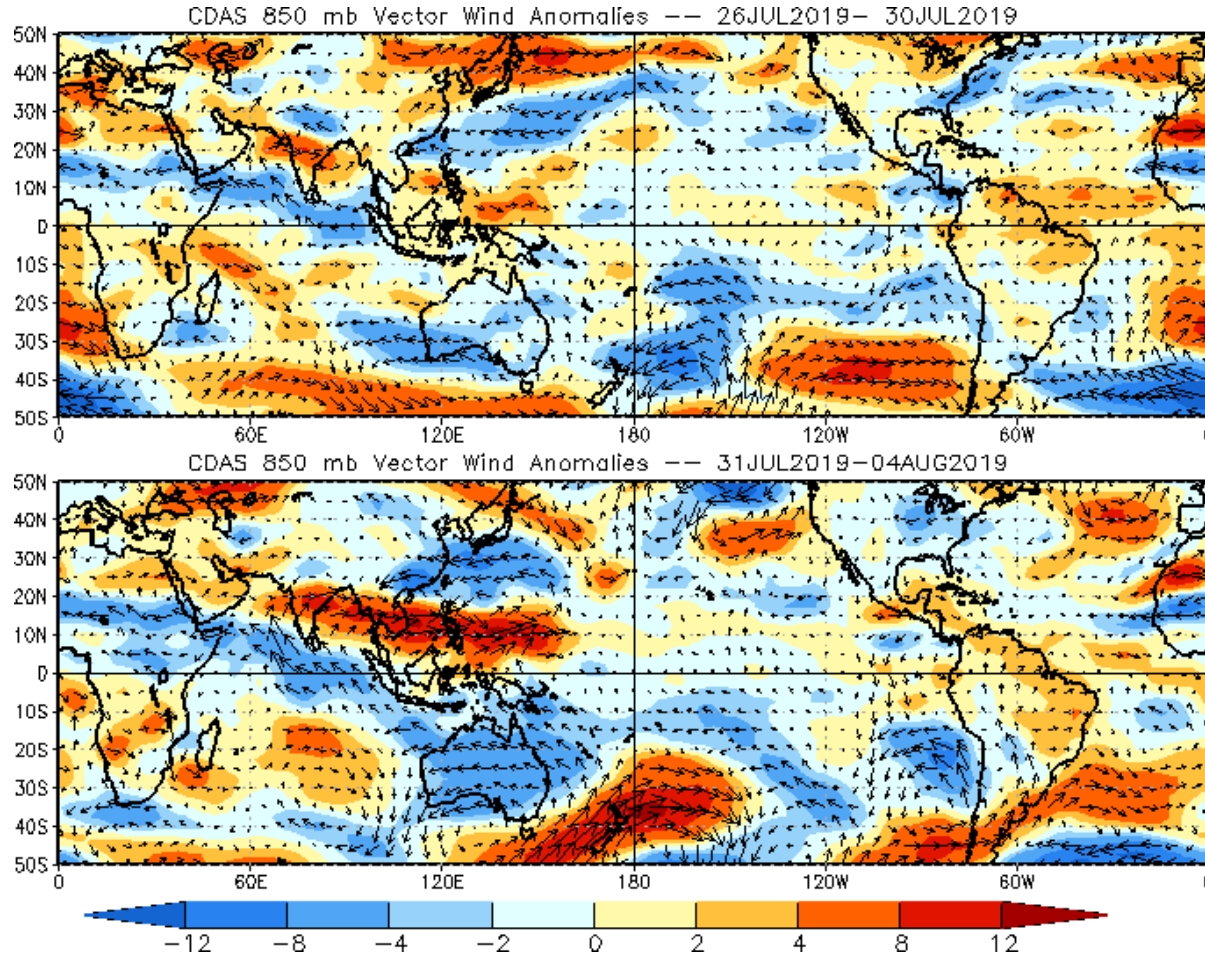 CDAS 850 mb Vector Wind Anomalies -- 26JUL2019- 30JUL2019
50N
40N
30N
20N
10N
0
10S
20S
30S
40S
50S
0 60E 120E 180 120W 60W 0
CDAS 850 mb Vector Wind Anomalies -- 31JUL2019-04AUG2019
50N
40N
30N
20N
10N
0
10S
20S
30S
40S
50S
0 60E 120E 180 120W 60W 0
-12 -8 -4 -2 0 2 4 8 12